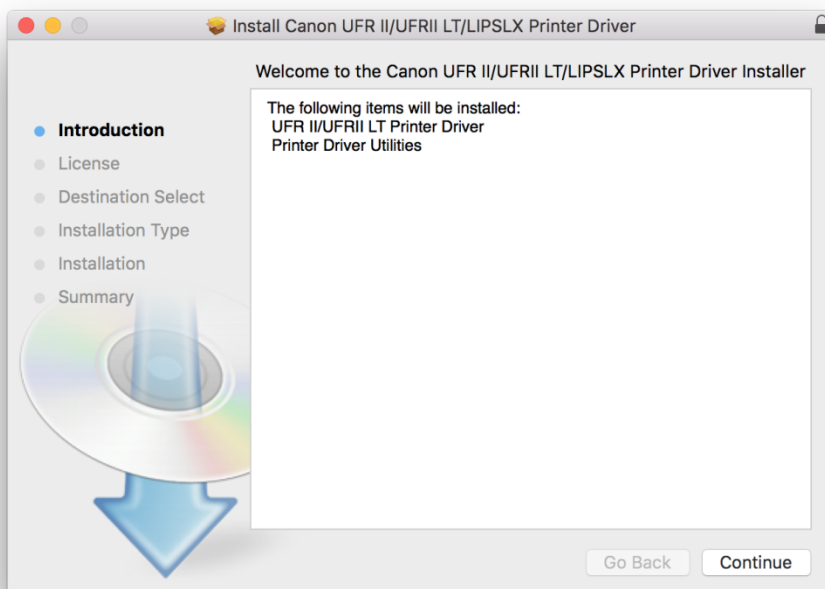 Install Canon UFR II/UFRII LT/LIPSLX Printer Driver
Welcome to the Canon UFR II/UFRII LT/LIPSLX Printer Driver Installer
Introduction
License
Destination Select
Installation Type
Installation
Summary
The following items will be installed:
UFR II/UFRII LT Printer Driver
Printer Driver Utilities
Go Back
Continue